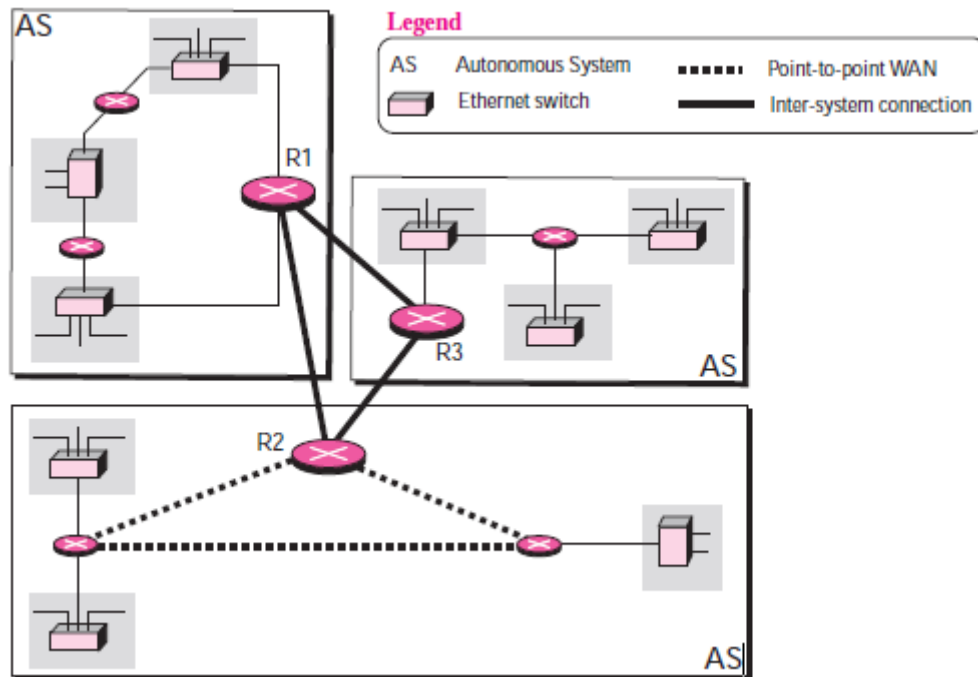 AS
Legend
AS Autonomous System
Point-to-point WAN
Ethernet switch
Inter-system connection
R1
R3
AS
R2
AS